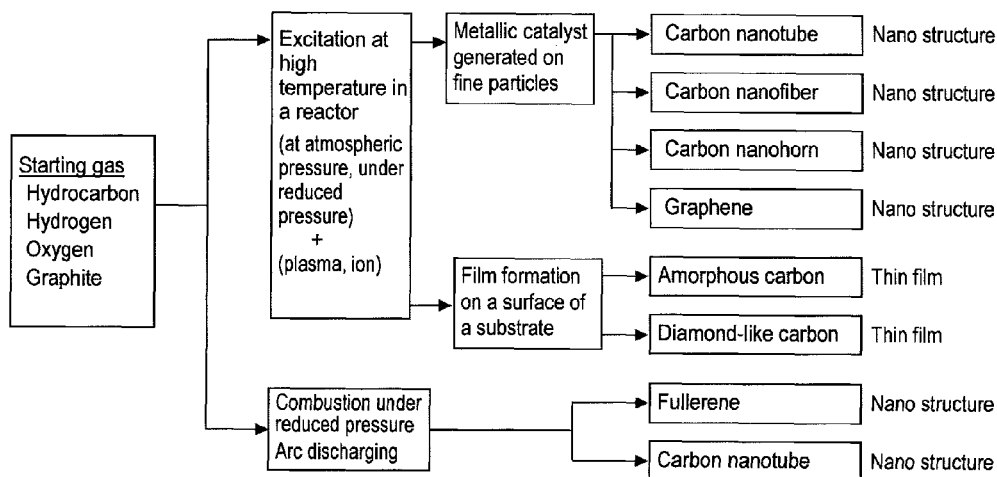 Starting gas
Hydrocarbon
Hydrogen
Oxygen
Graphite
Excitation at
high
temperature in
a reactor
(at atmospheric
pressure, under
reduced
pressure)
+
(plasma, ion)
Metallic catalyst
generated on
fine particles
Carbon nanotube
Nano structure
Carbon nanofiber
Nano structure
Carbon nanohorn
Nano structure
Graphene
Nano structure
Film formation
on a surface of
a substrate
Amorphous carbon
Thin film
Diamond-like carbon
Thin film
Combustion under
reduced pressure
Arc discharging
Fullerene
Nano structure
Carbon nanotube
Nano structure